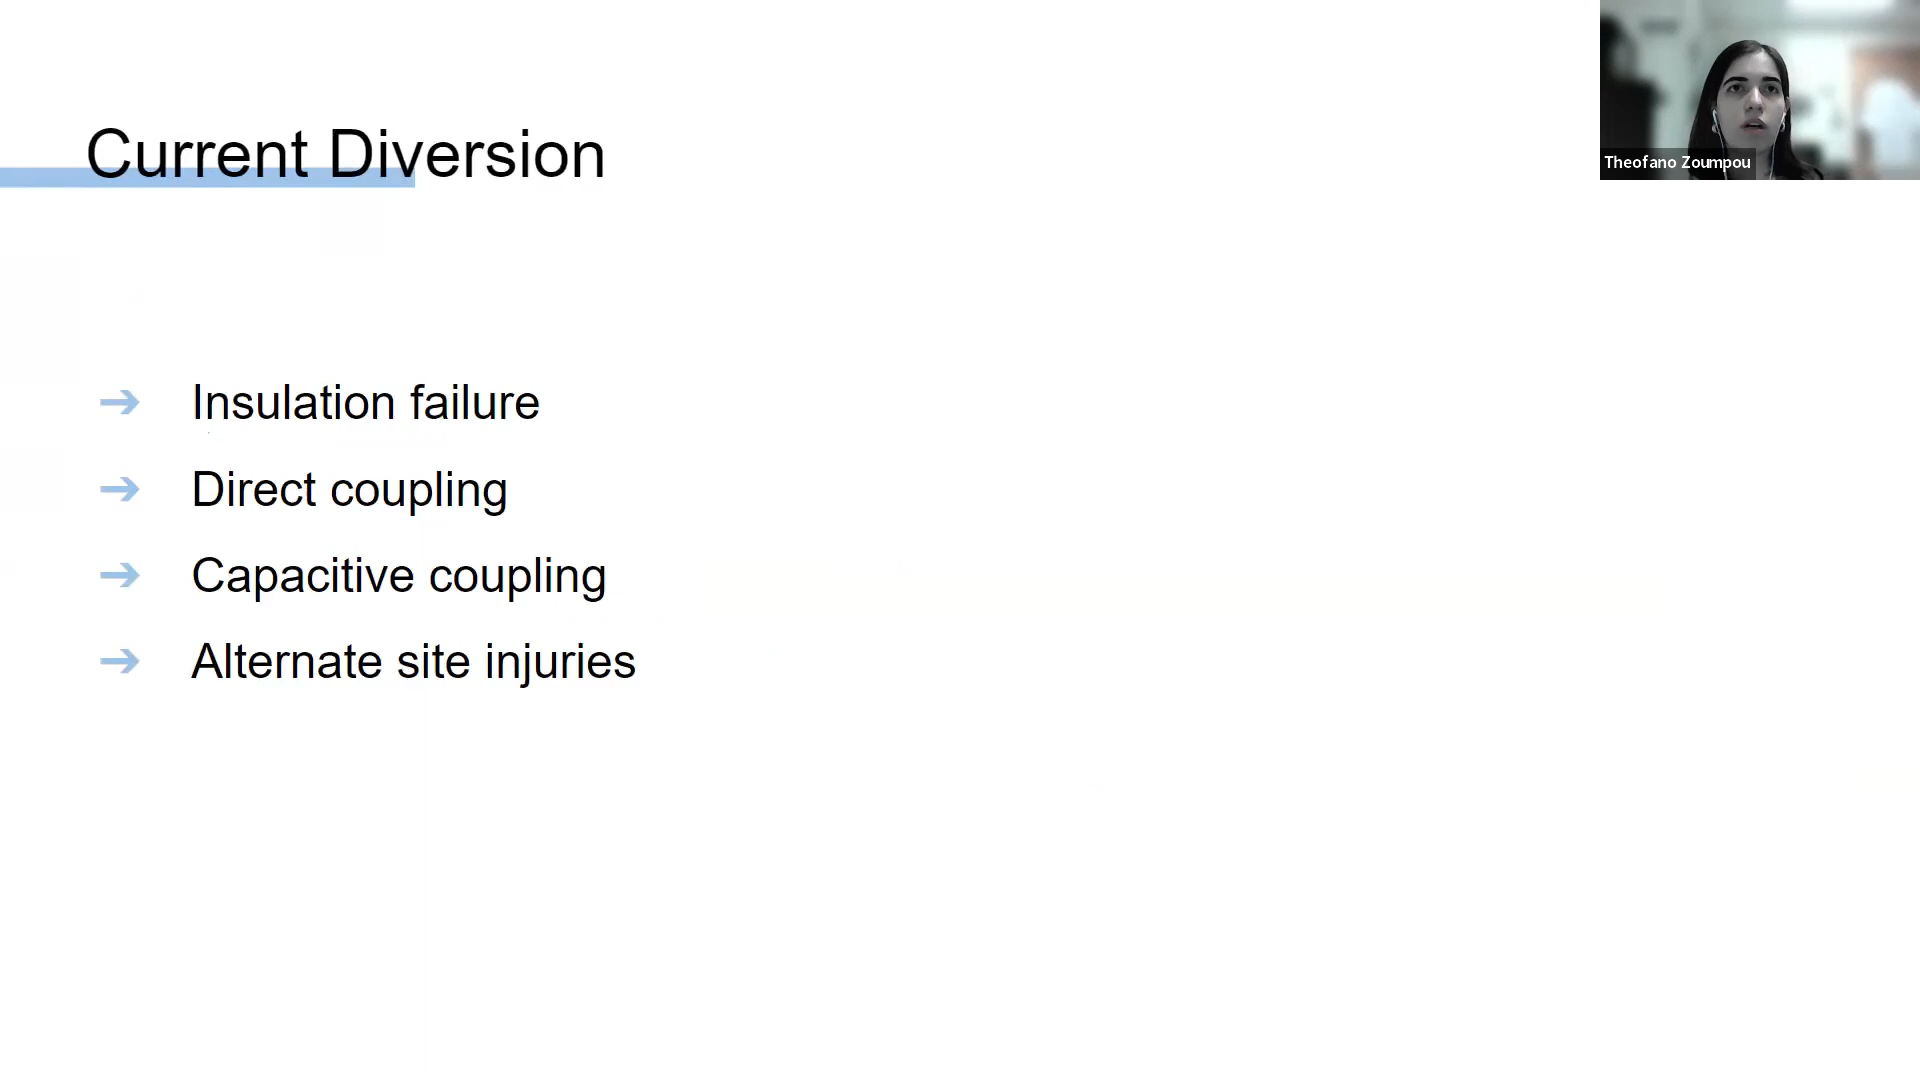 Current Diversion
Theofano Zoumpou
➔ Insulation failure
➔ Direct coupling
➔ Capacitive coupling
➔ Alternate site injuries